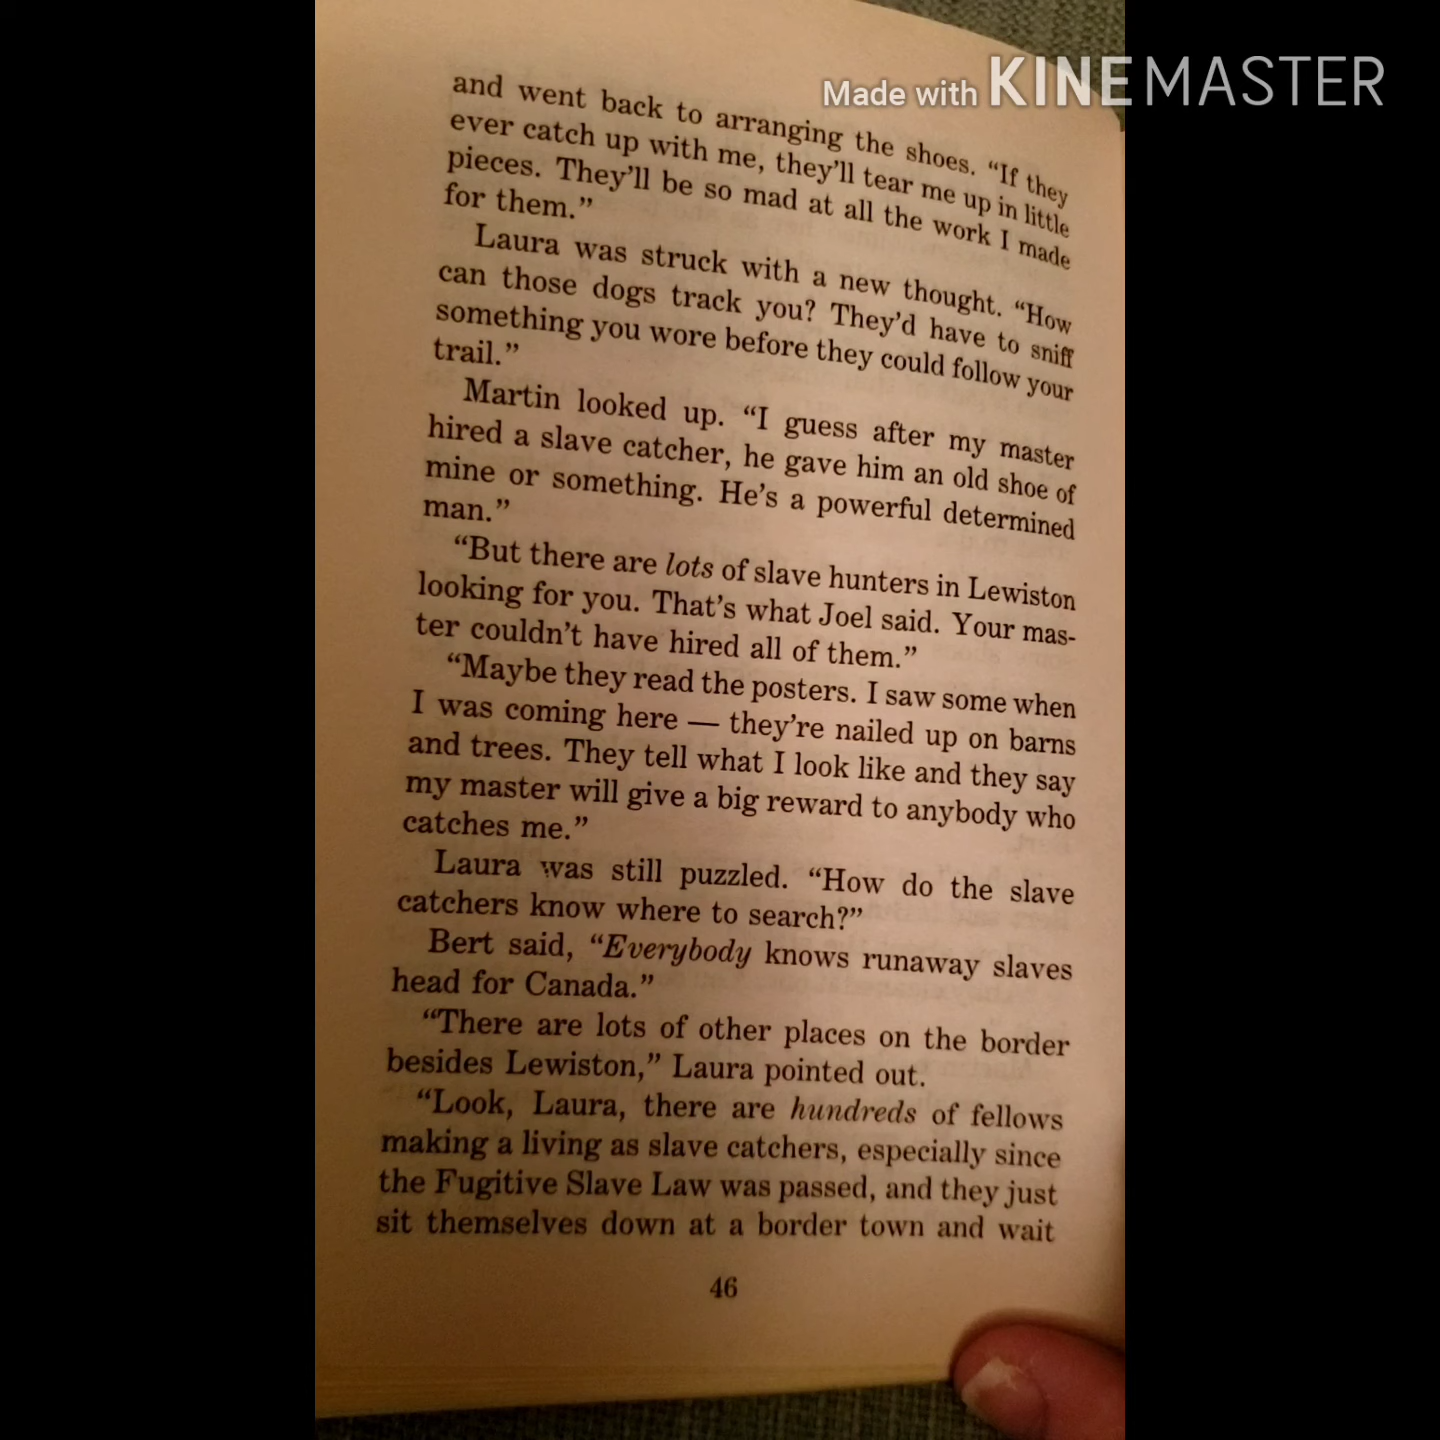 Made with KINEMASTER
and went back to arranging the shoes. “If they
ever catch up with me, they’ll tear me up in little
pieces. They’ll be so mad at all the work I made
for them.”
Laura was struck with a new thought. “How
can those dogs track you? They’d have to sniff
something you wore before they could follow your
trail.”
Martin looked up. “I guess after my master
hired a slave catcher, he gave him an old shoe of
mine or something. He’s a powerful determined
man.”
“But there are lots of slave hunters in Lewiston
looking for you. That’s what Joel said. Your mas-
ter couldn’t have hired all of them.”
“Maybe they read the posters. I saw some when
I was coming here — they’re nailed up on barns
and trees. They tell what I look like and they say
my master will give a big reward to anybody who
catches me.”
Laura was still puzzled. “How do the slave
catchers know where to search?”
Bert said, “Everybody knows runaway slaves
head for Canada.”
“There are lots of other places on the border
besides Lewiston,” Laura pointed out.
“Look, Laura, there are hundreds of fellows
making a living as slave catchers, especially since
the Fugitive Slave Law was passed, and they just
sit themselves down at a border town and wait
46